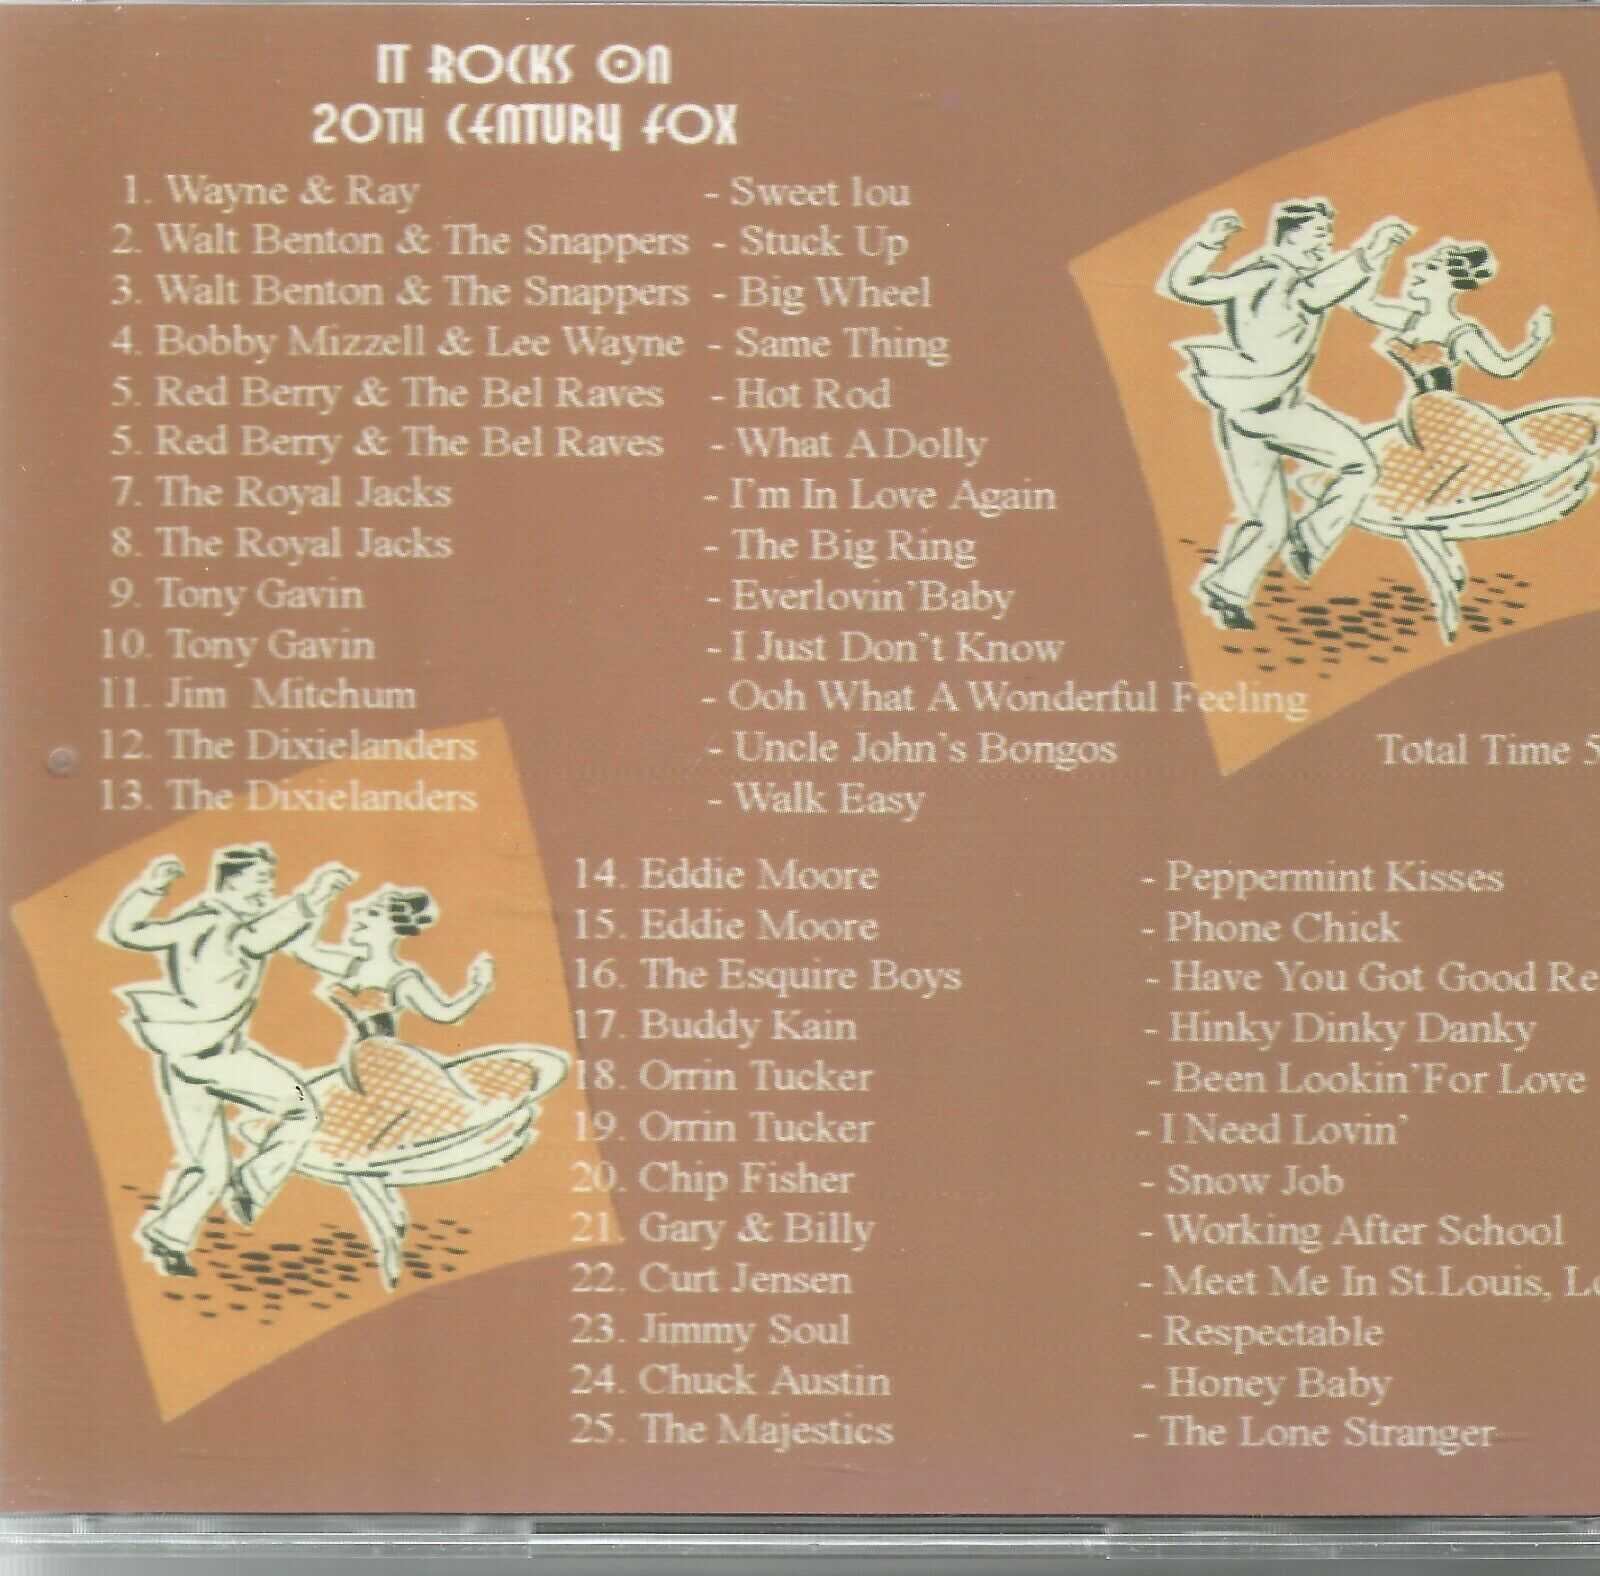 IT ROCKS ON
20TH CENTURY FOX
1. Wayne & Ray - Sweet lou
2. Walt Benton & The Snappers - Stuck Up
3. Walt Benton & The Snappers - Big Wheel
4. Bobby Mizzell & Lee Wayne - Same Thing
5. Red Berry & The Bel Raves - Hot Rod
5. Red Berry & The Bel Raves - What A Dolly
7. The Royal Jacks - I'm In Love Again
8. The Royal Jacks - The Big Ring
9. Tony Gavin - Everlovin' Baby
10. Tony Gavin - I Just Don't Know
11. Jim Mitchum - Ooh What A Wonderful Feeling
12. The Dixielanders - Uncle John's Bongos
Total Time 5
13. The Dixielanders - Walk Easy
14. Eddie Moore - Peppermint Kisses
15. Eddie Moore - Phone Chick
16. The Esquire Boys - Have You Got Good Re
17. Buddy Kain - Hinky Dinky Danky
18. Orrin Tucker - Been Lookin' For Love
19. Orrin Tucker - I Need Lovin'
20. Chip Fisher - Snow Job
21. Gary & Billy - Working After School
22. Curt Jensen - Meet Me In St.Louis, Lo
23. Jimmy Soul - Respectable
24. Chuck Austin - Honey Baby
25. The Majestics - The Lone Stranger